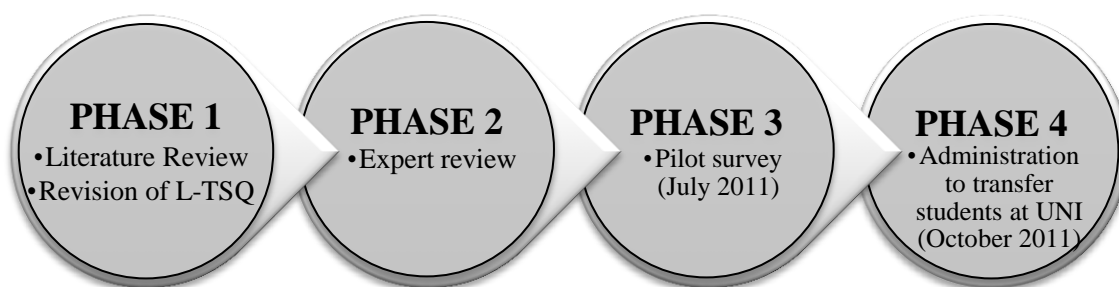 PHASE 1
•Literature Review
•Revision of L-TSQ
PHASE 2
•Expert review
PHASE 3
•Pilot survey
(July 2011)
PHASE 4
•Administration
to transfer
students at UNI
(October 2011)